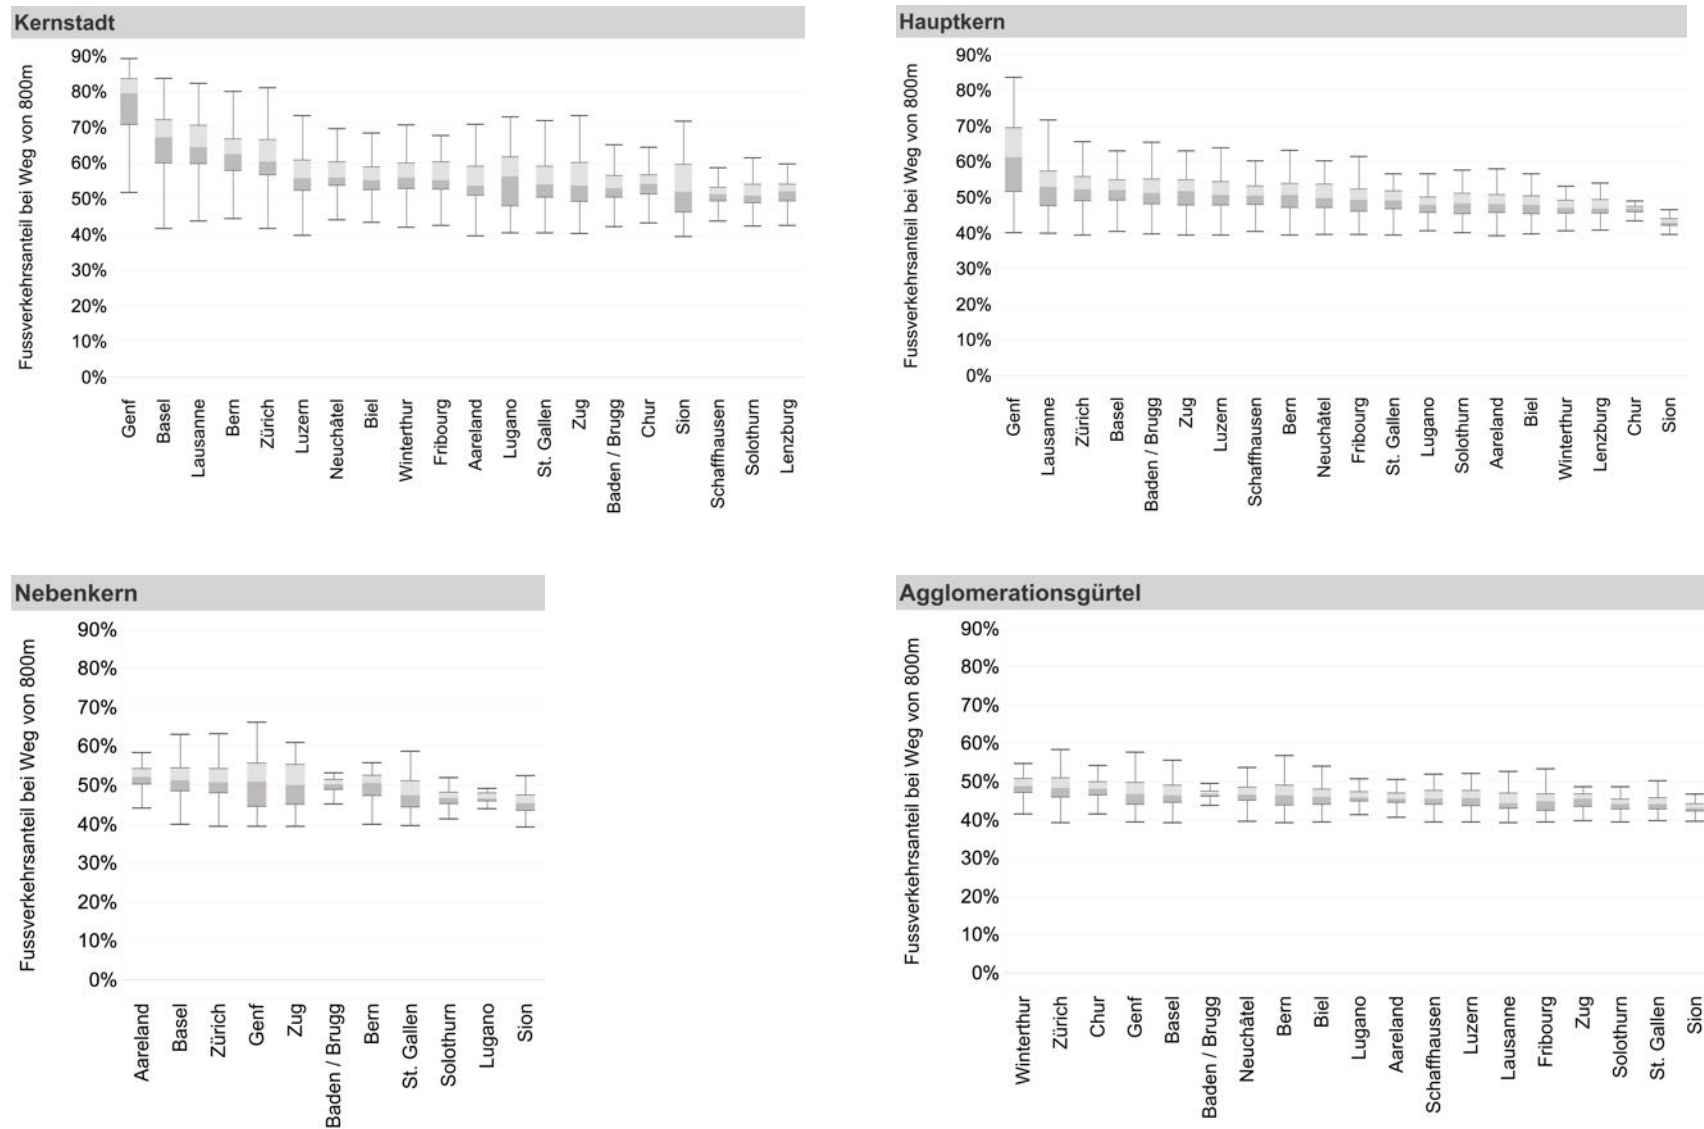 Kernstadt
Fussverkehrsanteil bei Weg von 800m
90%
80%
70%
60%
50%
40%
30%
20%
10%
0%
Genf
Basel
Lausanne
Bern
Zürich
Luzern
Neuchâtel
Biel
Winterthur
Fribourg
Aareland
Lugano
St. Gallen
Zug
Baden / Brugg
Chur
Sion
Schaffhausen
Solothurn
Lenzburg
Hauptkern
Fussverkehrsanteil bei Weg von 800m
90%
80%
70%
60%
50%
40%
30%
20%
10%
0%
Genf
Lausanne
Zürich
Basel
Baden / Brugg
Zug
Luzern
Schaffhausen
Bern
Neuchâtel
Fribourg
St. Gallen
Lugano
Solothurn
Aareland
Biel
Winterthur
Lenzburg
Chur
Sion
Nebenkern
Fussverkehrsanteil bei Weg von 800m
90%
80%
70%
60%
50%
40%
30%
20%
10%
0%
Aareland
Basel
Zürich
Genf
Zug
Baden / Brugg
Bern
St. Gallen
Solothurn
Lugano
Sion
Agglomerationsgürtel
Fussverkehrsanteil bei Weg von 800m
90%
80%
70%
60%
50%
40%
30%
20%
10%
0%
Winterthur
Zürich
Chur
Genf
Basel
Baden / Brugg
Neuchâtel
Bern
Biel
Lugano
Aareland
Schaffhausen
Luzern
Lausanne
Fribourg
Zug
Solothurn
St. Gallen
Sion